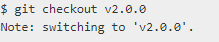 $ git checkout v2.0.0
Note: switching to 'v2.0.0'.